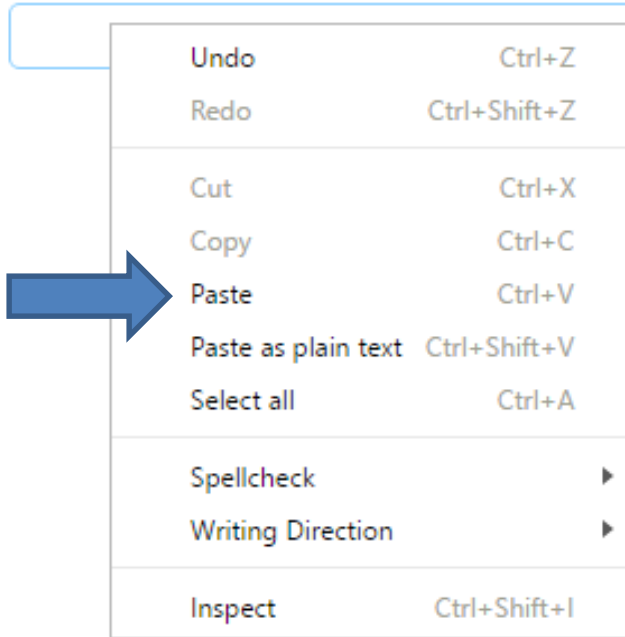 Undo Ctrl+Z
Redo Ctrl+Shift+Z
Cut Ctrl+X
Copy Ctrl+C
Paste Ctrl+V
Paste as plain text Ctrl+Shift+V
Select all Ctrl+A
Spellcheck
Writing Direction
Inspect Ctrl+Shift+I